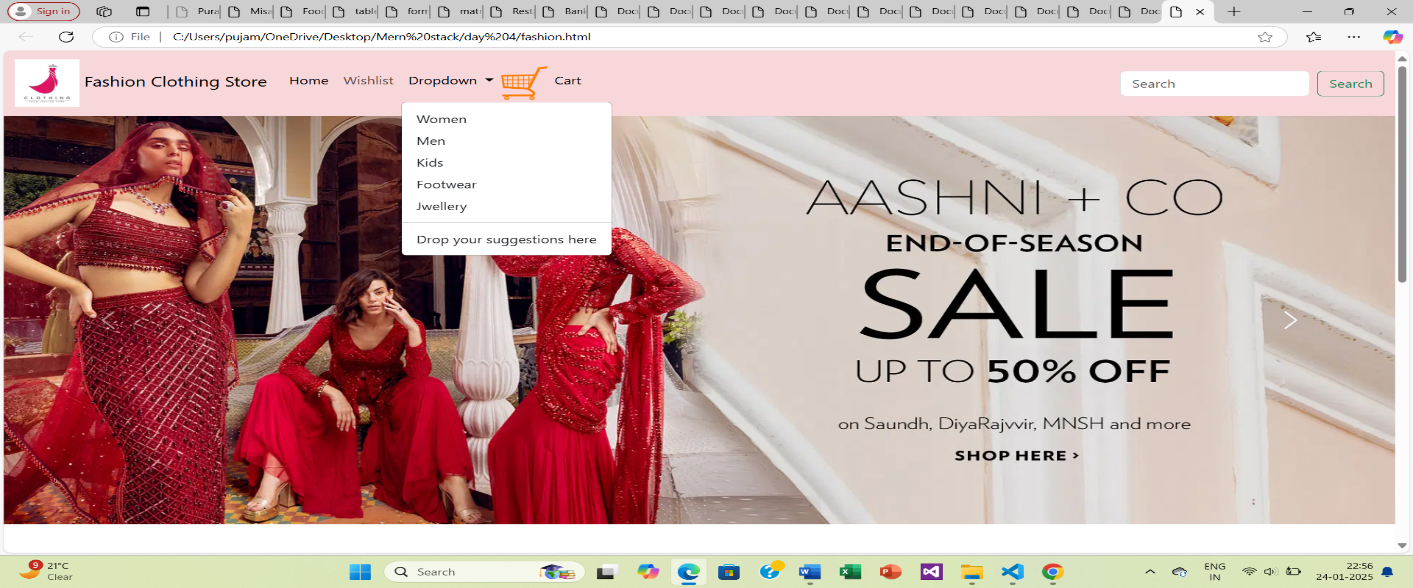 Sign in
Pura
Misa
Foo
table
form
mat
Rest
Ban
Doc
Doc
Doc
Doc
Doc
Doc
Doc
Doc
Doc
Doc
Doc
File
C:/Users/pujam/OneDrive/Desktop/Mern%20stack/day%204/fashion.html
CLOTHING
Fashion Clothing Store
Home
Wishlist
Dropdown
Cart
Search
Search
Women
Men
Kids
Footwear
Jwellery
Drop your suggestions here
AASHNI + CO
END-OF-SEASON
SALE
UP TO 50% OFF
on Saundh, DiyaRajvvir, MNSH and more
SHOP HERE >
9
21°C
Clear
Search
ENG
IN
22:56
24-01-2025